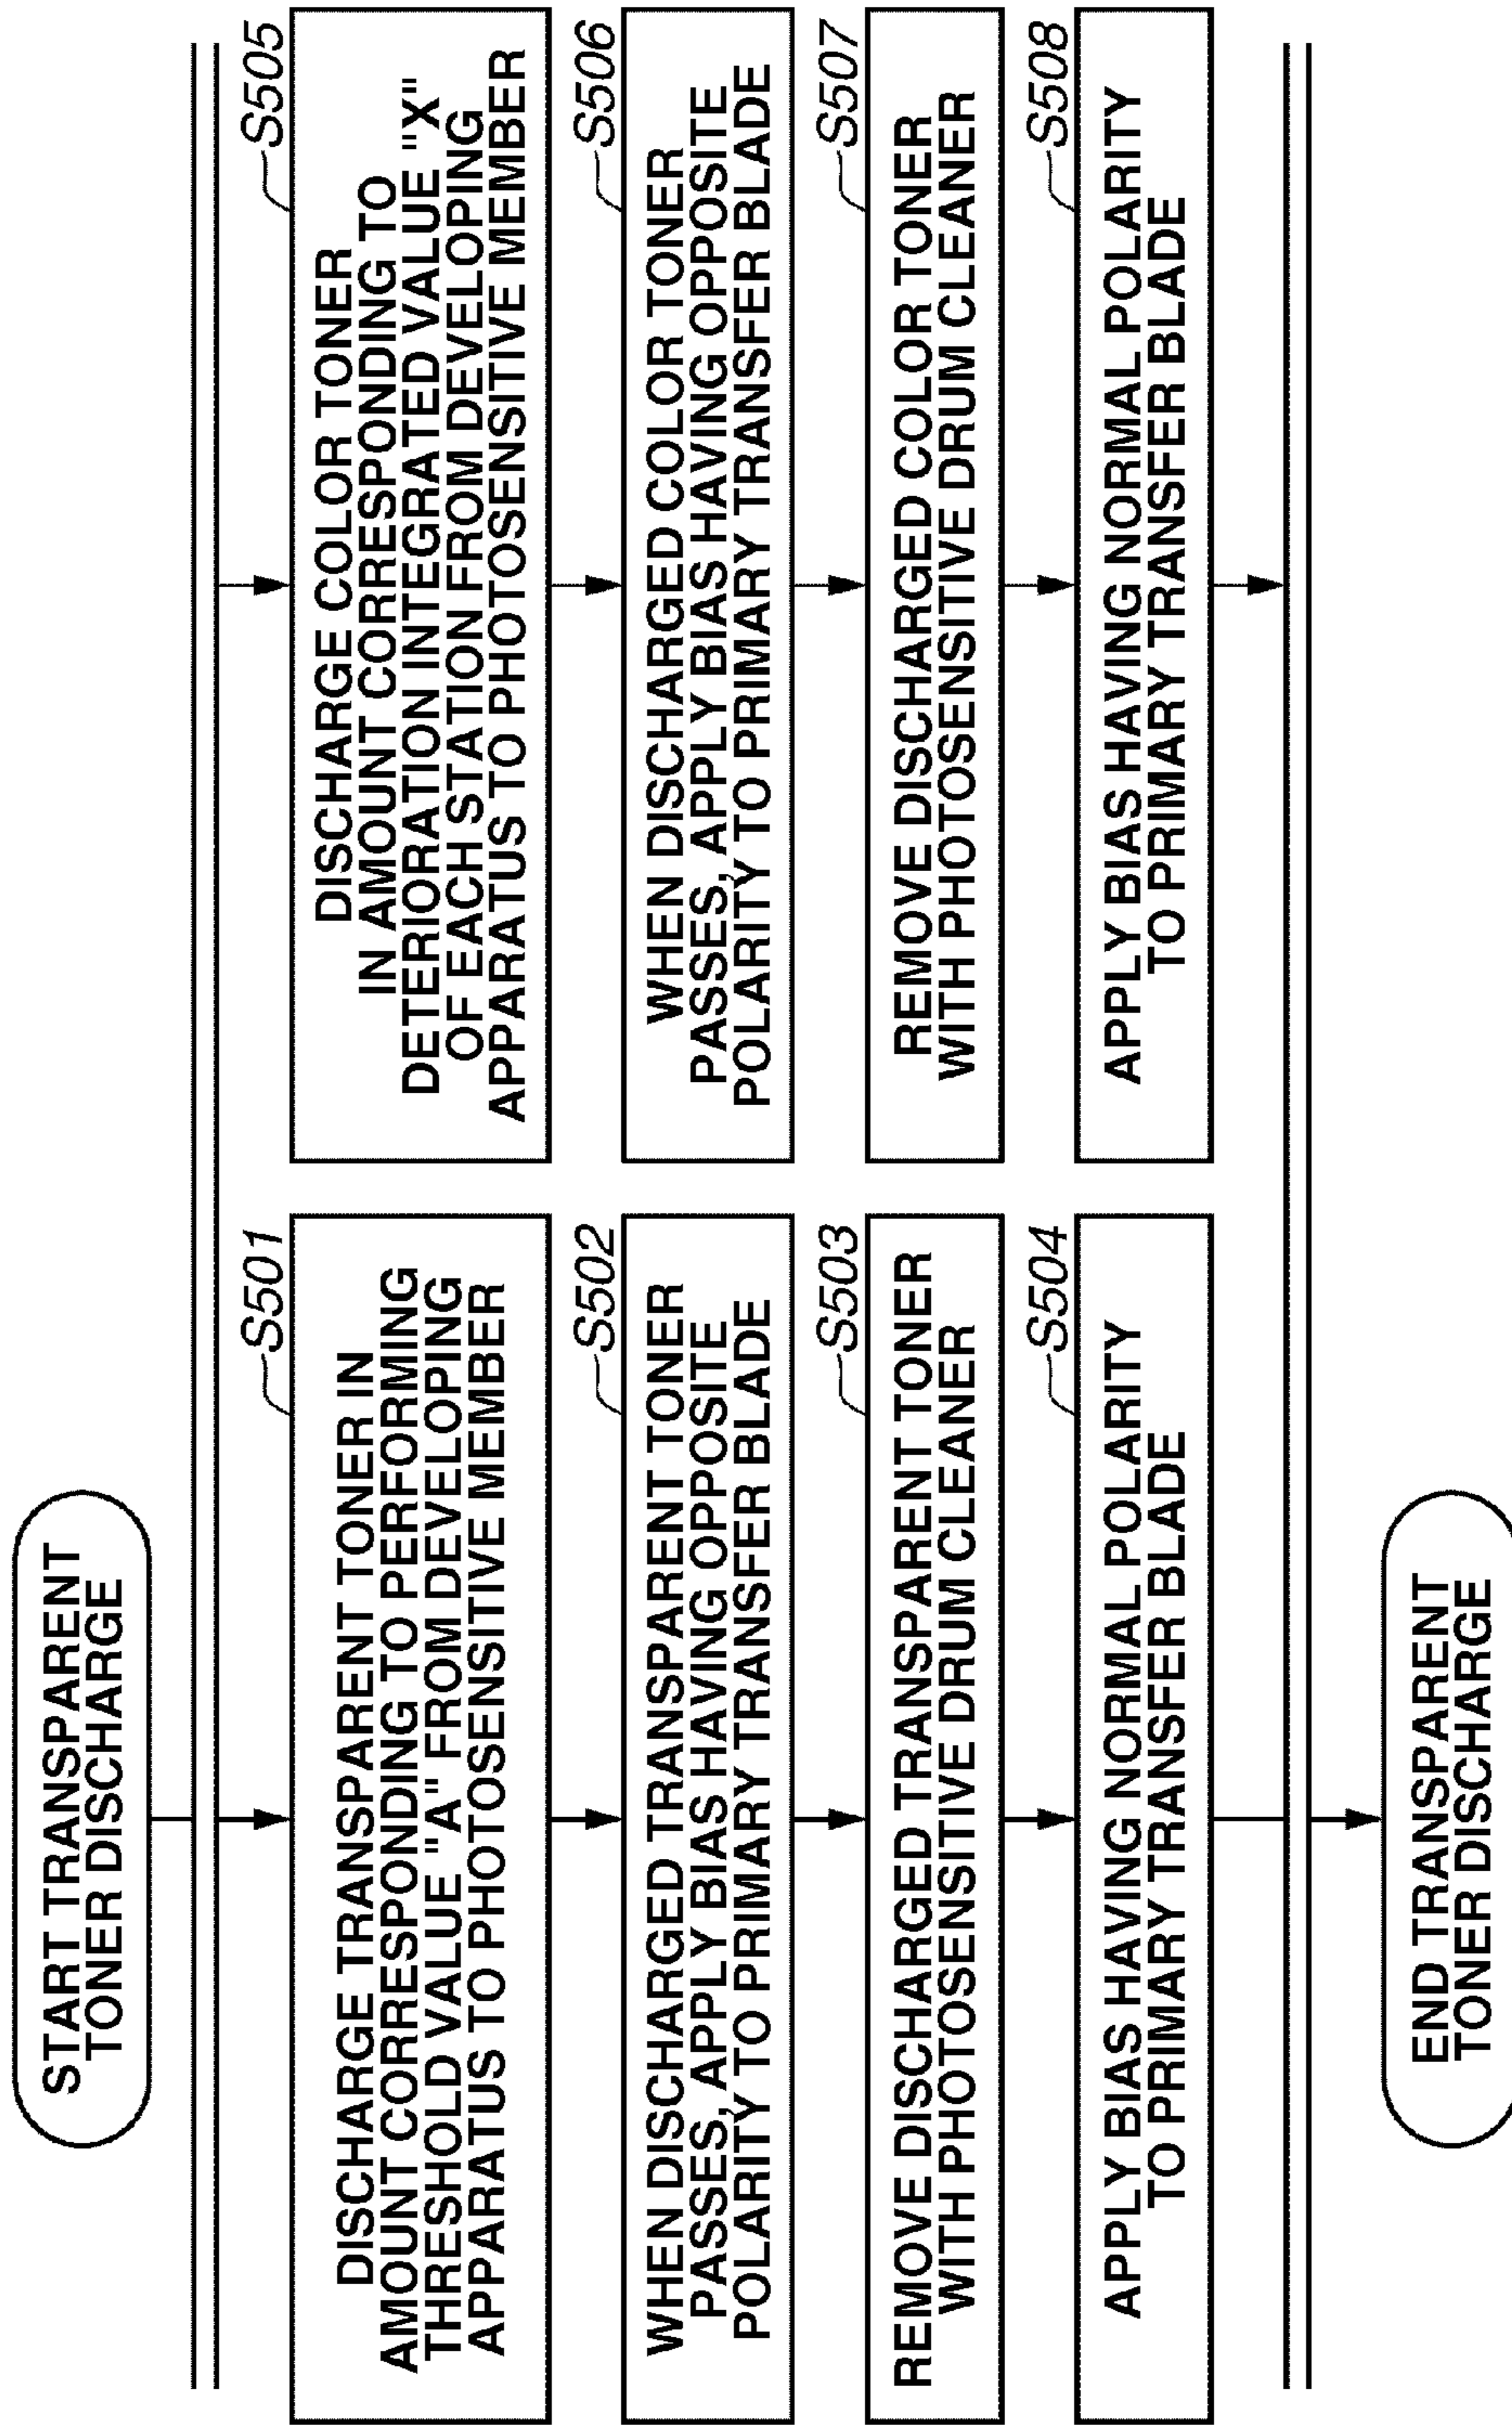 START TRANSPARENT
TONER DISCHARGE
S501
DISCHARGE TRANSPARENT TONER IN
AMOUNT CORRESPONDING TO PERFORMING
THRESHOLD VALUE "A" FROM DEVELOPING
APPARATUS TO PHOTOSENSITIVE MEMBER
S502
WHEN DISCHARGED TRANSPARENT TONER
PASSES, APPLY BIAS HAVING OPPOSITE
POLARITY TO PRIMARY TRANSFER BLADE
S503
REMOVE DISCHARGED TRANSPARENT TONER
WITH PHOTOSENSITIVE DRUM CLEANER
S504
APPLY BIAS HAVING NORMAL POLARITY
TO PRIMARY TRANSFER BLADE
S505
DISCHARGE COLOR TONER
IN AMOUNT CORRESPONDING TO
DETERIORATION INTEGRATED VALUE "X"
OF EACH STATION FROM DEVELOPING
APPARATUS TO PHOTOSENSITIVE MEMBER
S506
WHEN DISCHARGED COLOR TONER
PASSES, APPLY BIAS HAVING OPPOSITE
POLARITY TO PRIMARY TRANSFER BLADE
S507
REMOVE DISCHARGED COLOR TONER
WITH PHOTOSENSITIVE DRUM CLEANER
S508
APPLY BIAS HAVING NORMAL POLARITY
TO PRIMARY TRANSFER BLADE
END TRANSPARENT
TONER DISCHARGE